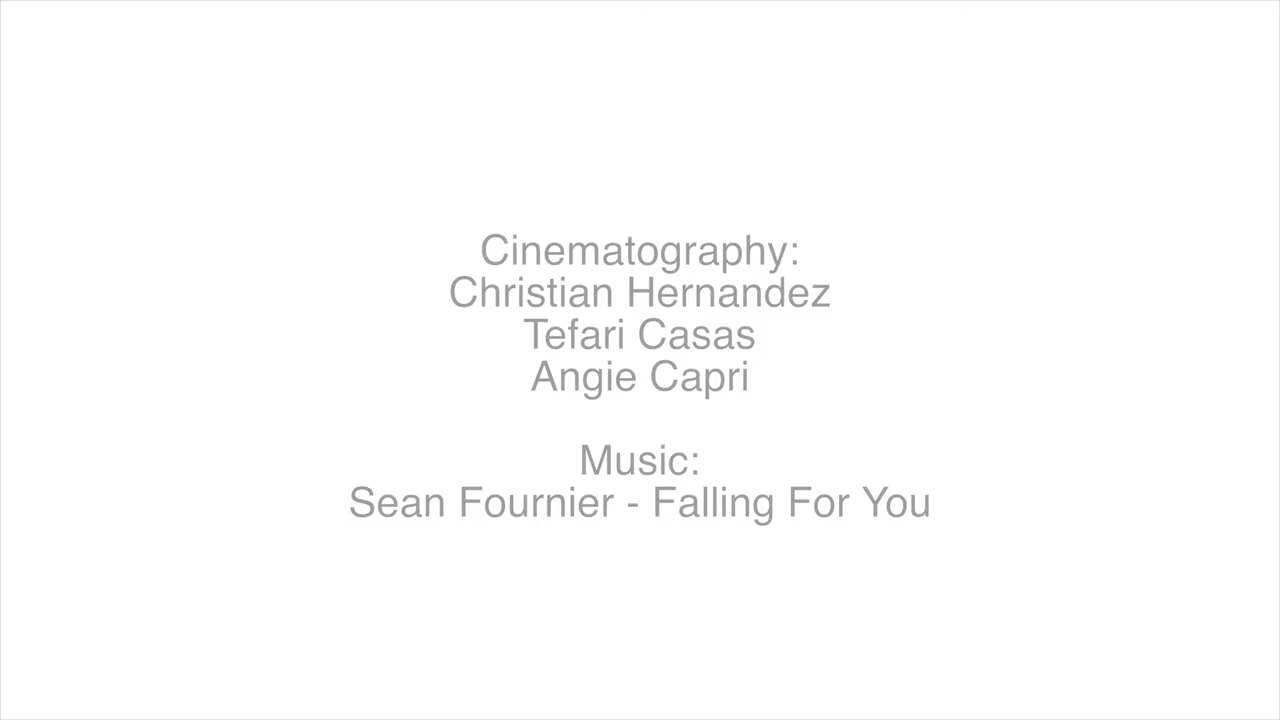 Cinematography:
Christian Hernandez
Tefari Casas
Angie Capri
Music:
Sean Fournier - Falling For You